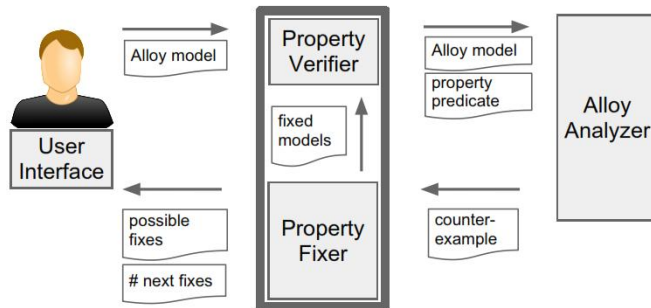 Alloy model
User
Interface
possible
fixes
# next fixes
Property
Verifier
fixed
models
Property
Fixer
Alloy model
property
predicate
counter-
example
Alloy
Analyzer